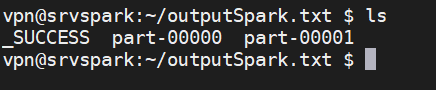 vpn@srvspark:~/outputSpark.txt $ ls
_SUCCESS  part-00000  part-00001
vpn@srvspark:~/outputSpark.txt $